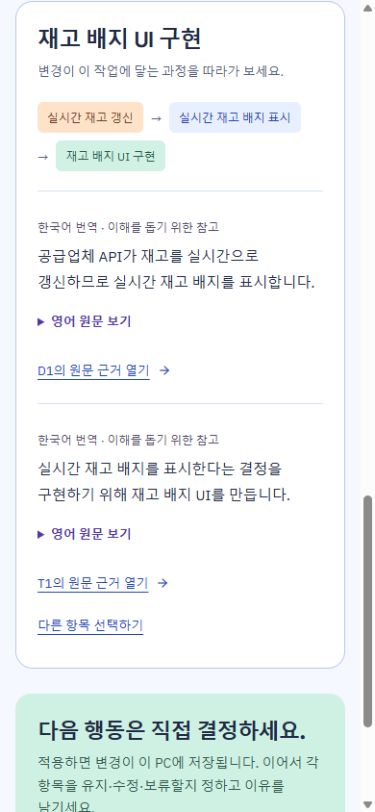 재고 배지 UI 구현
변경이 이 작업에 닿는 과정을 따라가 보세요.
실시간 재고 갱신 → 실시간 재고 배지 표시
→ 재고 배지 UI 구현
한국어 번역 · 이해를 돕기 위한 참고
공급업체 API가 재고를 실시간으로
갱신하므로 실시간 재고 배지를 표시합니다.
▶ 영어 원문 보기
D1의 원문 근거 열기 →
한국어 번역 · 이해를 돕기 위한 참고
실시간 재고 배지를 표시한다는 결정을
구현하기 위해 재고 배지 UI를 만듭니다.
▶ 영어 원문 보기
T1의 원문 근거 열기 →
다른 항목 선택하기
다음 행동은 직접 결정하세요.
적용하면 변경이 이 PC에 저장됩니다. 이어서 각
항목을 유지·수정·보류할지 정하고 이유를
남기세요.